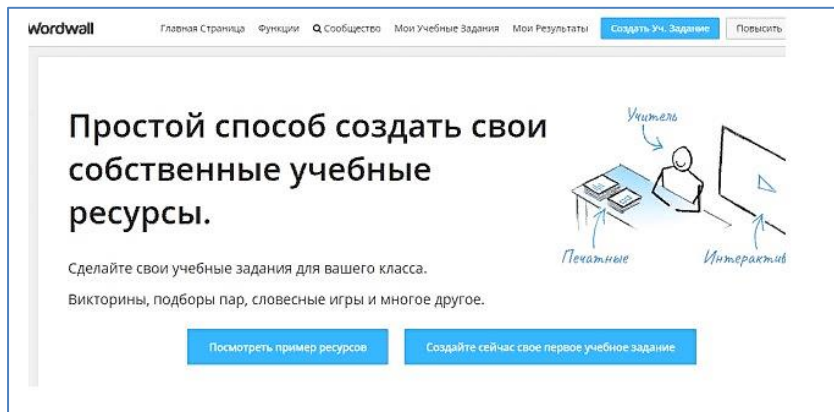 Wordwall Главная Страница Функции Сообщество Мои Учебные Задания Мои Результаты Создать Уч. Задание Повысить
Простой способ создать свои
собственные учебные
ресурсы.
Учитель
Печатные
Интерактив
Сделайте свои учебные задания для вашего класса.
Викторины, подборы пар, словесные игры и многое другое.
Посмотреть пример ресурсов Создайте сейчас свое первое учебное задание